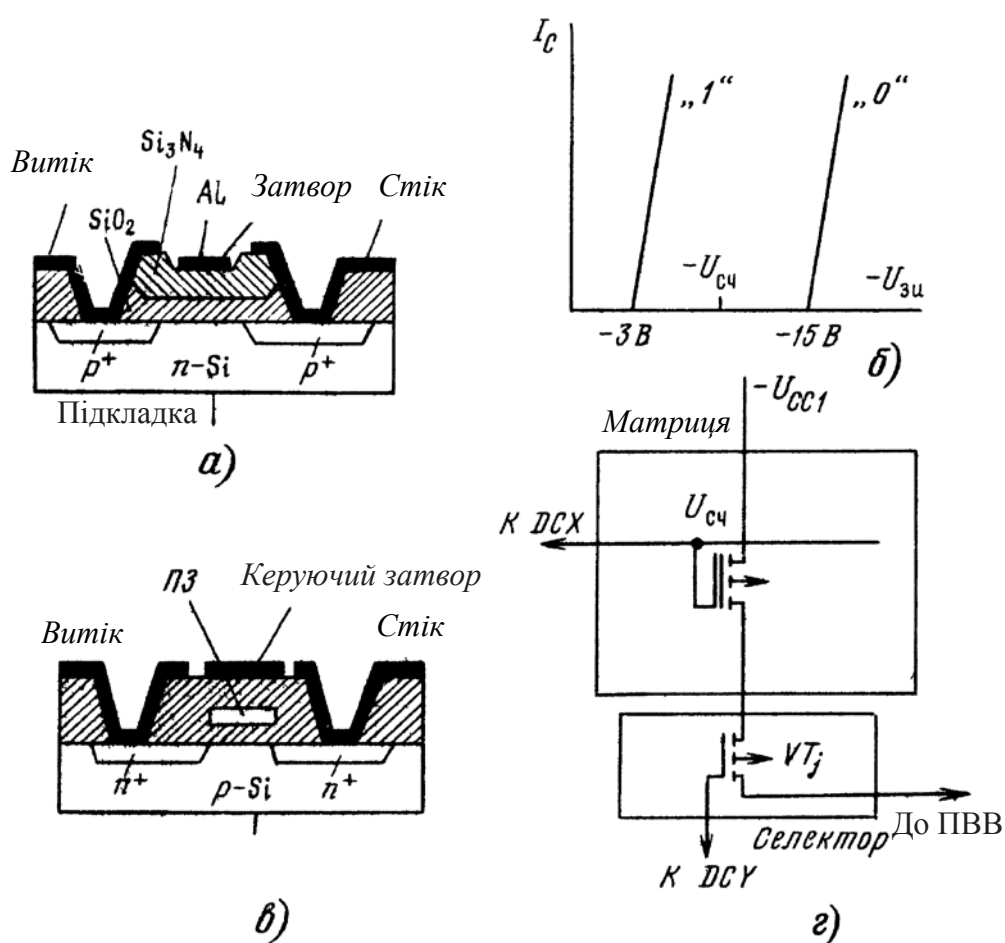 Витік
SiO₂
Si₃N₄
Al
Затвор
Стік
p⁺
n-Si
p⁺
Підкладка
а)
I_C
„1“
„0“
-U_сч
-U_зи
-3 В
-15 В
б)
Витік
ПЗ
Керуючий затвор
Стік
n⁺
p-Si
n⁺
в)
-U_CC1
Матриця
К DCX
U_сч
VT_j
Селектор
До ПВВ
К DCY
г)